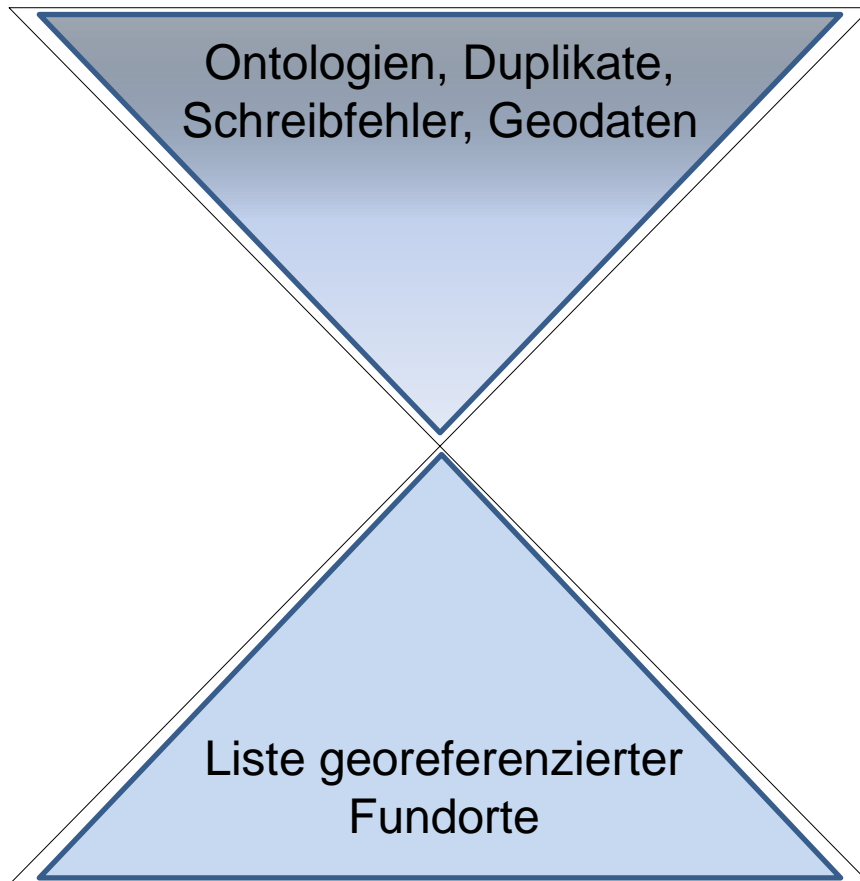 Ontologien, Duplikate,
Schreibfehler, Geodaten
Liste georeferenzierter
Fundorte